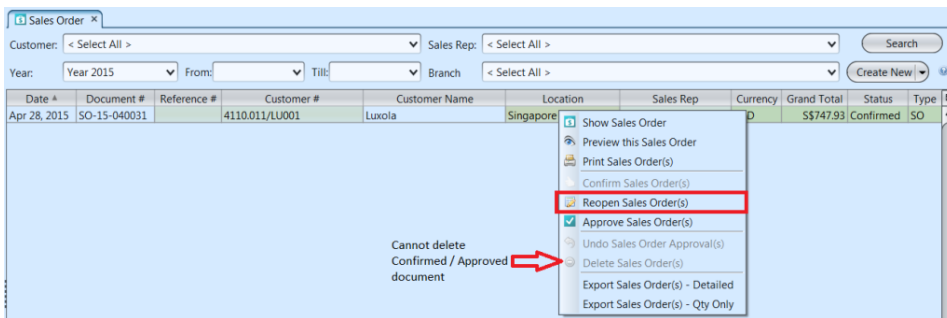 Sales Order ×
Customer: < Select All > Sales Rep: < Select All > Search
Year: Year 2015 From: Till: Branch < Select All > Create New
Date Document # Reference # Customer # Customer Name Location Sales Rep Currency Grand Total Status Type
Apr 28, 2015 SO-15-040031 4110.011/LU001 Luxola Singapore D S$747.93 Confirmed SO
Show Sales Order
Preview this Sales Order
Print Sales Order(s)
Confirm Sales Order(s)
Reopen Sales Order(s)
Approve Sales Order(s)
Undo Sales Order Approval(s)
Cannot delete
Confirmed / Approved
document
Delete Sales Order(s)
Export Sales Order(s) - Detailed
Export Sales Order(s) - Qty Only